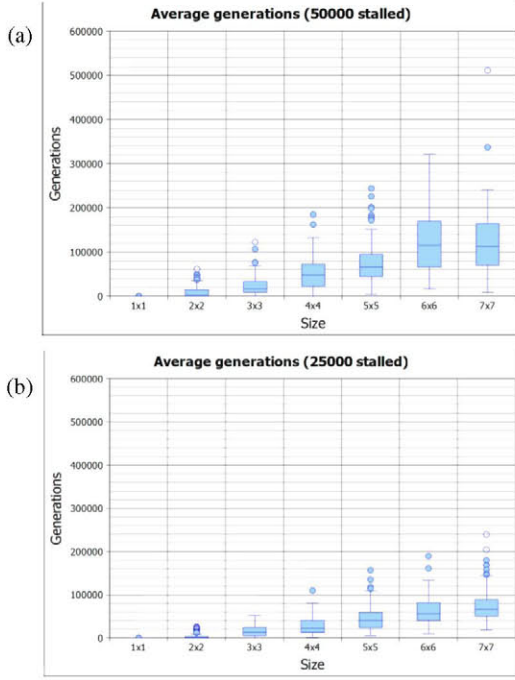 (a)
Average generations (50000 stalled)
600000
500000
400000
300000
200000
100000
0
Generations
1x1 2x2 3x3 4x4 5x5 6x6 7x7
Size
(b)
Average generations (25000 stalled)
600000
500000
400000
300000
200000
100000
0
Generations
1x1 2x2 3x3 4x4 5x5 6x6 7x7
Size